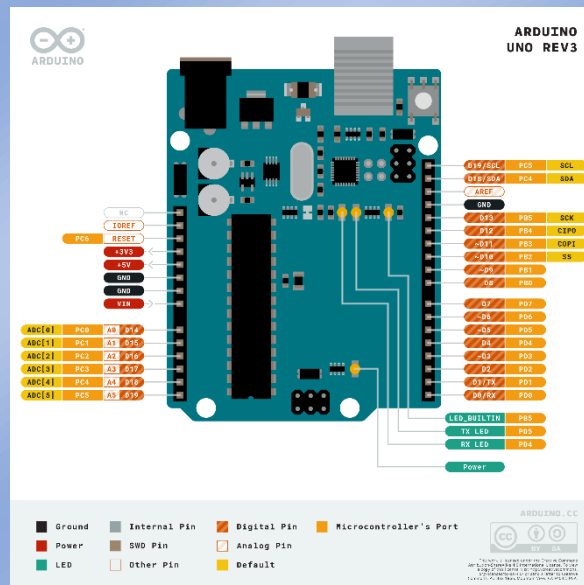 ARDUINO
ARDUINO
UNO REV3
D19/SCL PC5 SCL
D18/SDA PC4 SDA
AREF
GND
D13 PB5 SCK
D12 PB4 CIPO
~D11 PB3 COPI
~D10 PB2 SS
~D9 PB1
D8 PB0
D7 PD7
~D6 PD6
~D5 PD5
D4 PD4
~D3 PD3
D2 PD2
D1/TX PD1
D0/RX PD0
LED_BUILTIN PB5
TX LED PD5
RX LED PD4
Power
NC
IOREF
PC6 RESET
+3V3
+5V
GND
GND
VIN
ADC[0] PC0 A0 D14
ADC[1] PC1 A1 D15
ADC[2] PC2 A2 D16
ADC[3] PC3 A3 D17
ADC[4] PC4 A4 D18
ADC[5] PC5 A5 D19
Ground
Power
LED
Internal Pin
SWD Pin
Other Pin
Digital Pin
Analog Pin
Default
Microcontroller's Port
ARDUINO.CC
CC
BY SA